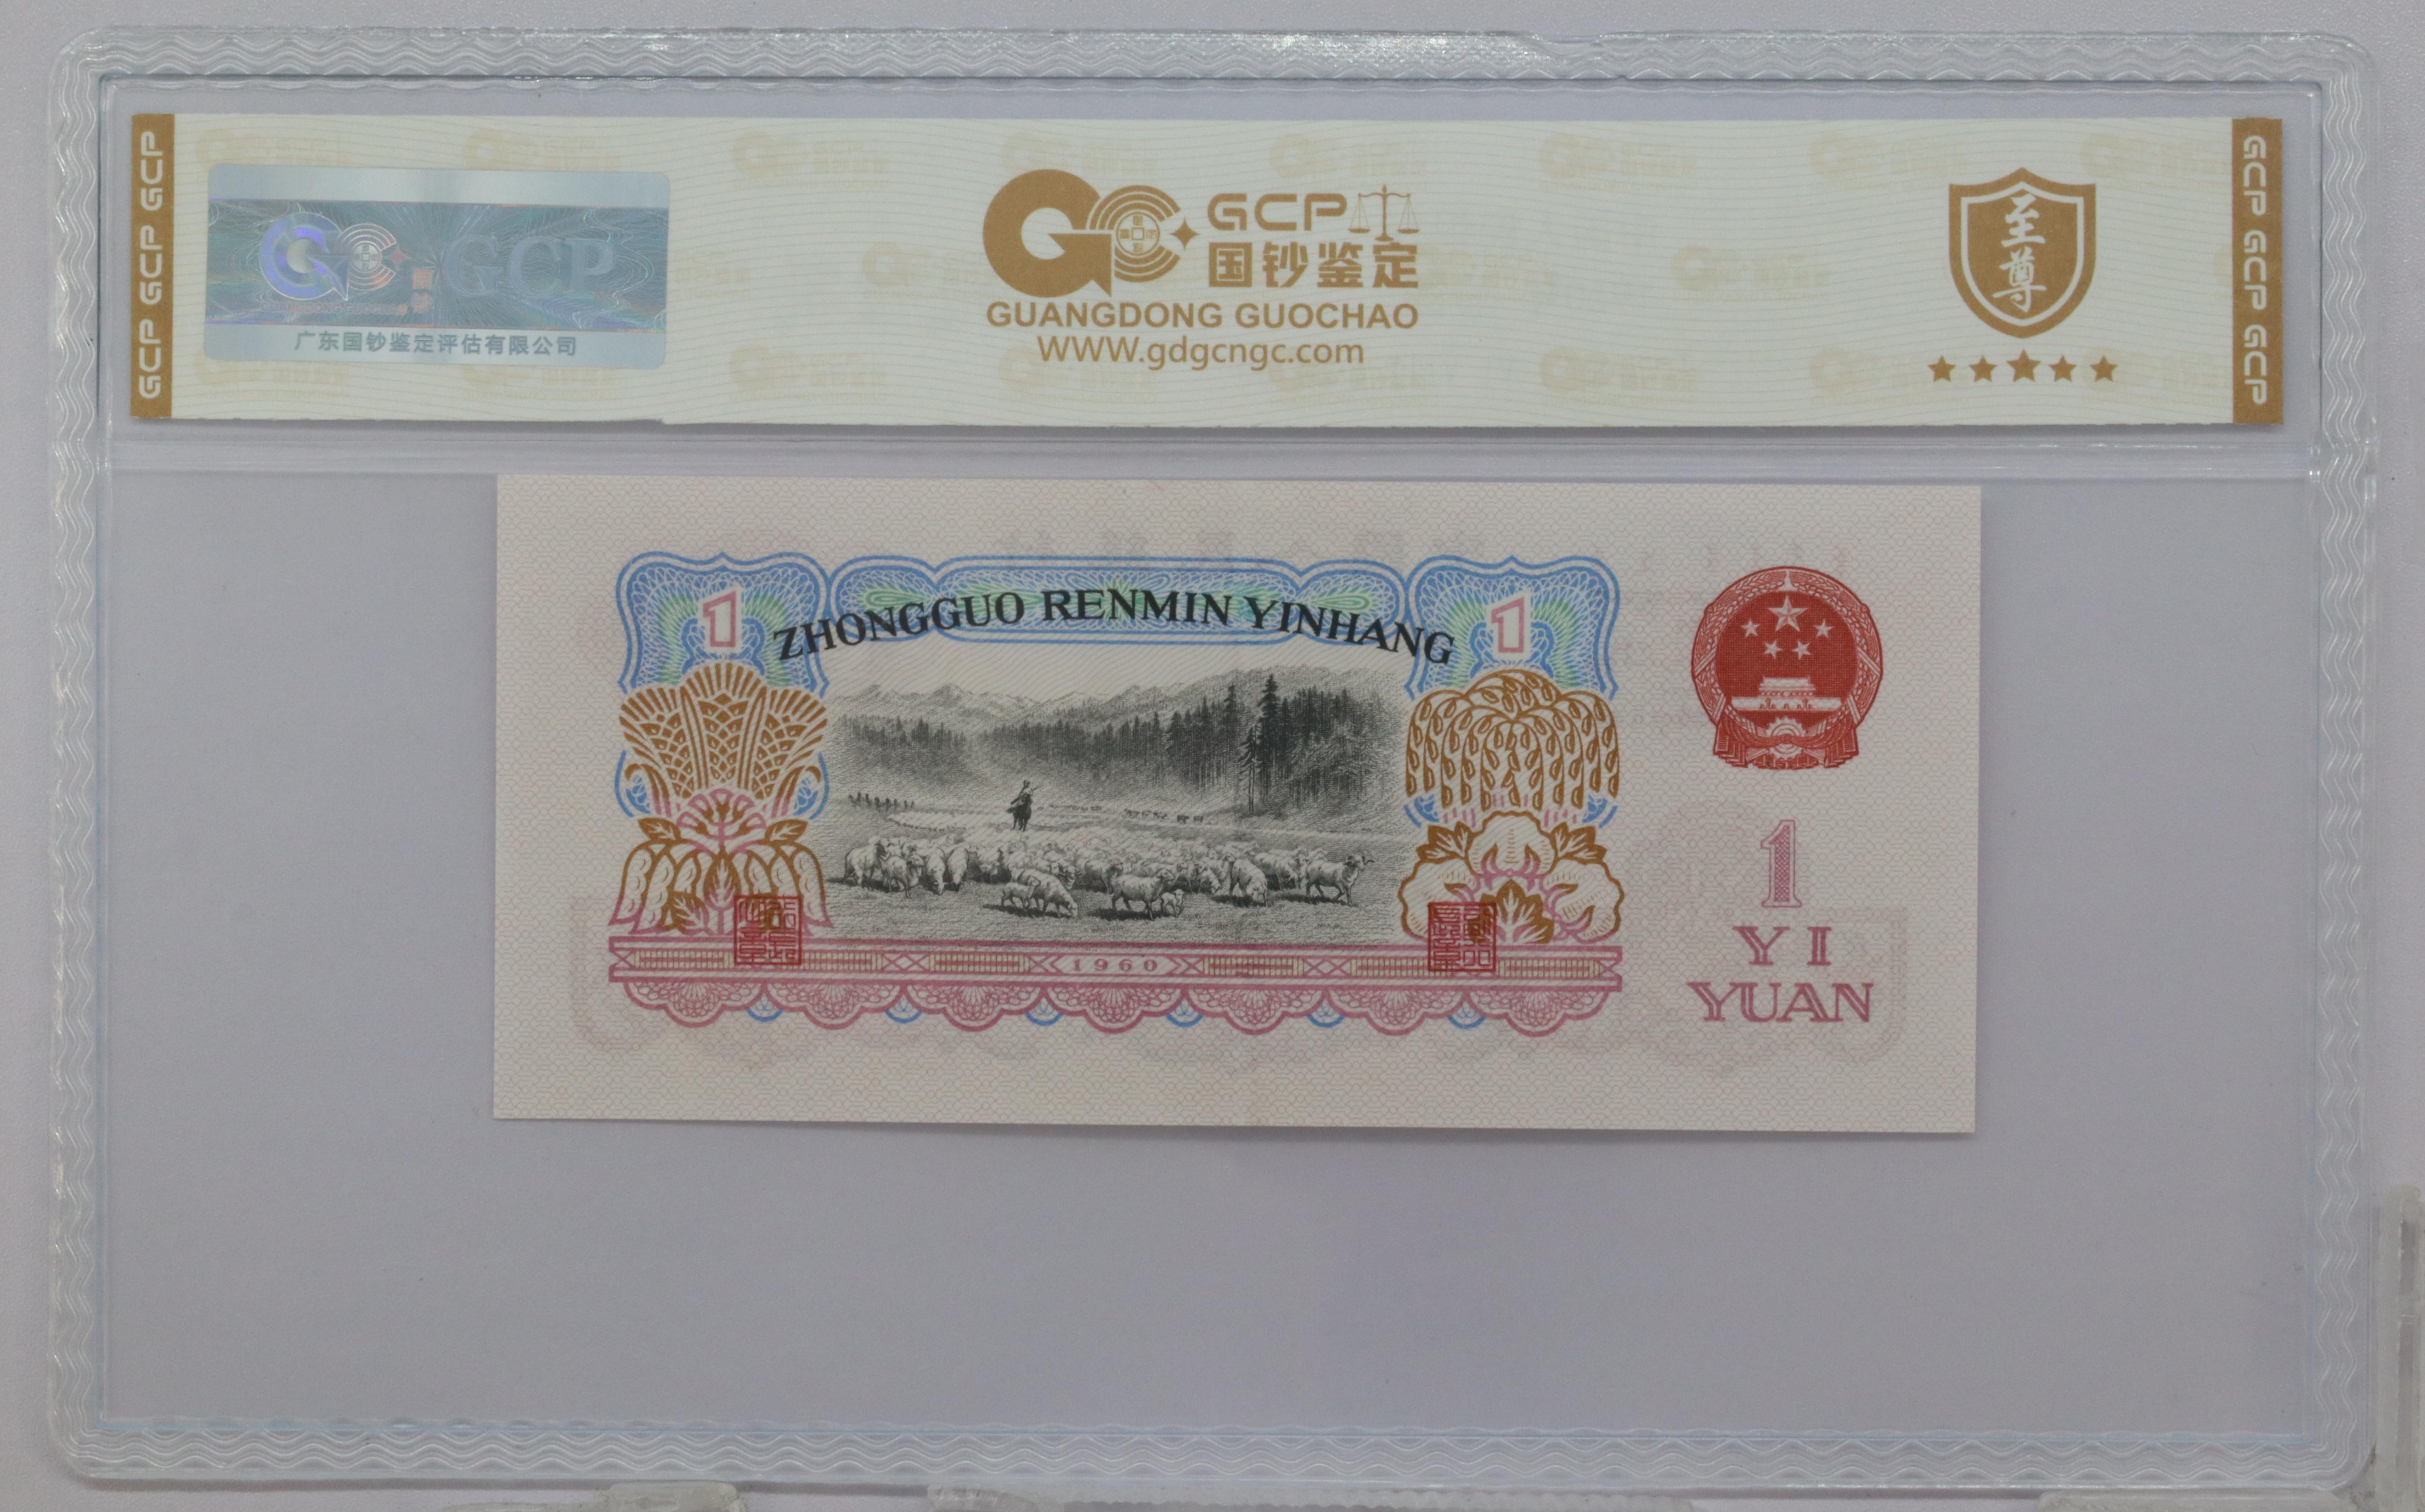 GCP GCP GCP
GCP
广东国钞鉴定评估有限公司
GCP
国钞鉴定
GUANGDONG GUOCHAO
WWW.gdgcngc.com
至尊
GCP GCP GCP
1
ZHONGGUO RENMIN YINHANG
1
1960
1
YI
YUAN